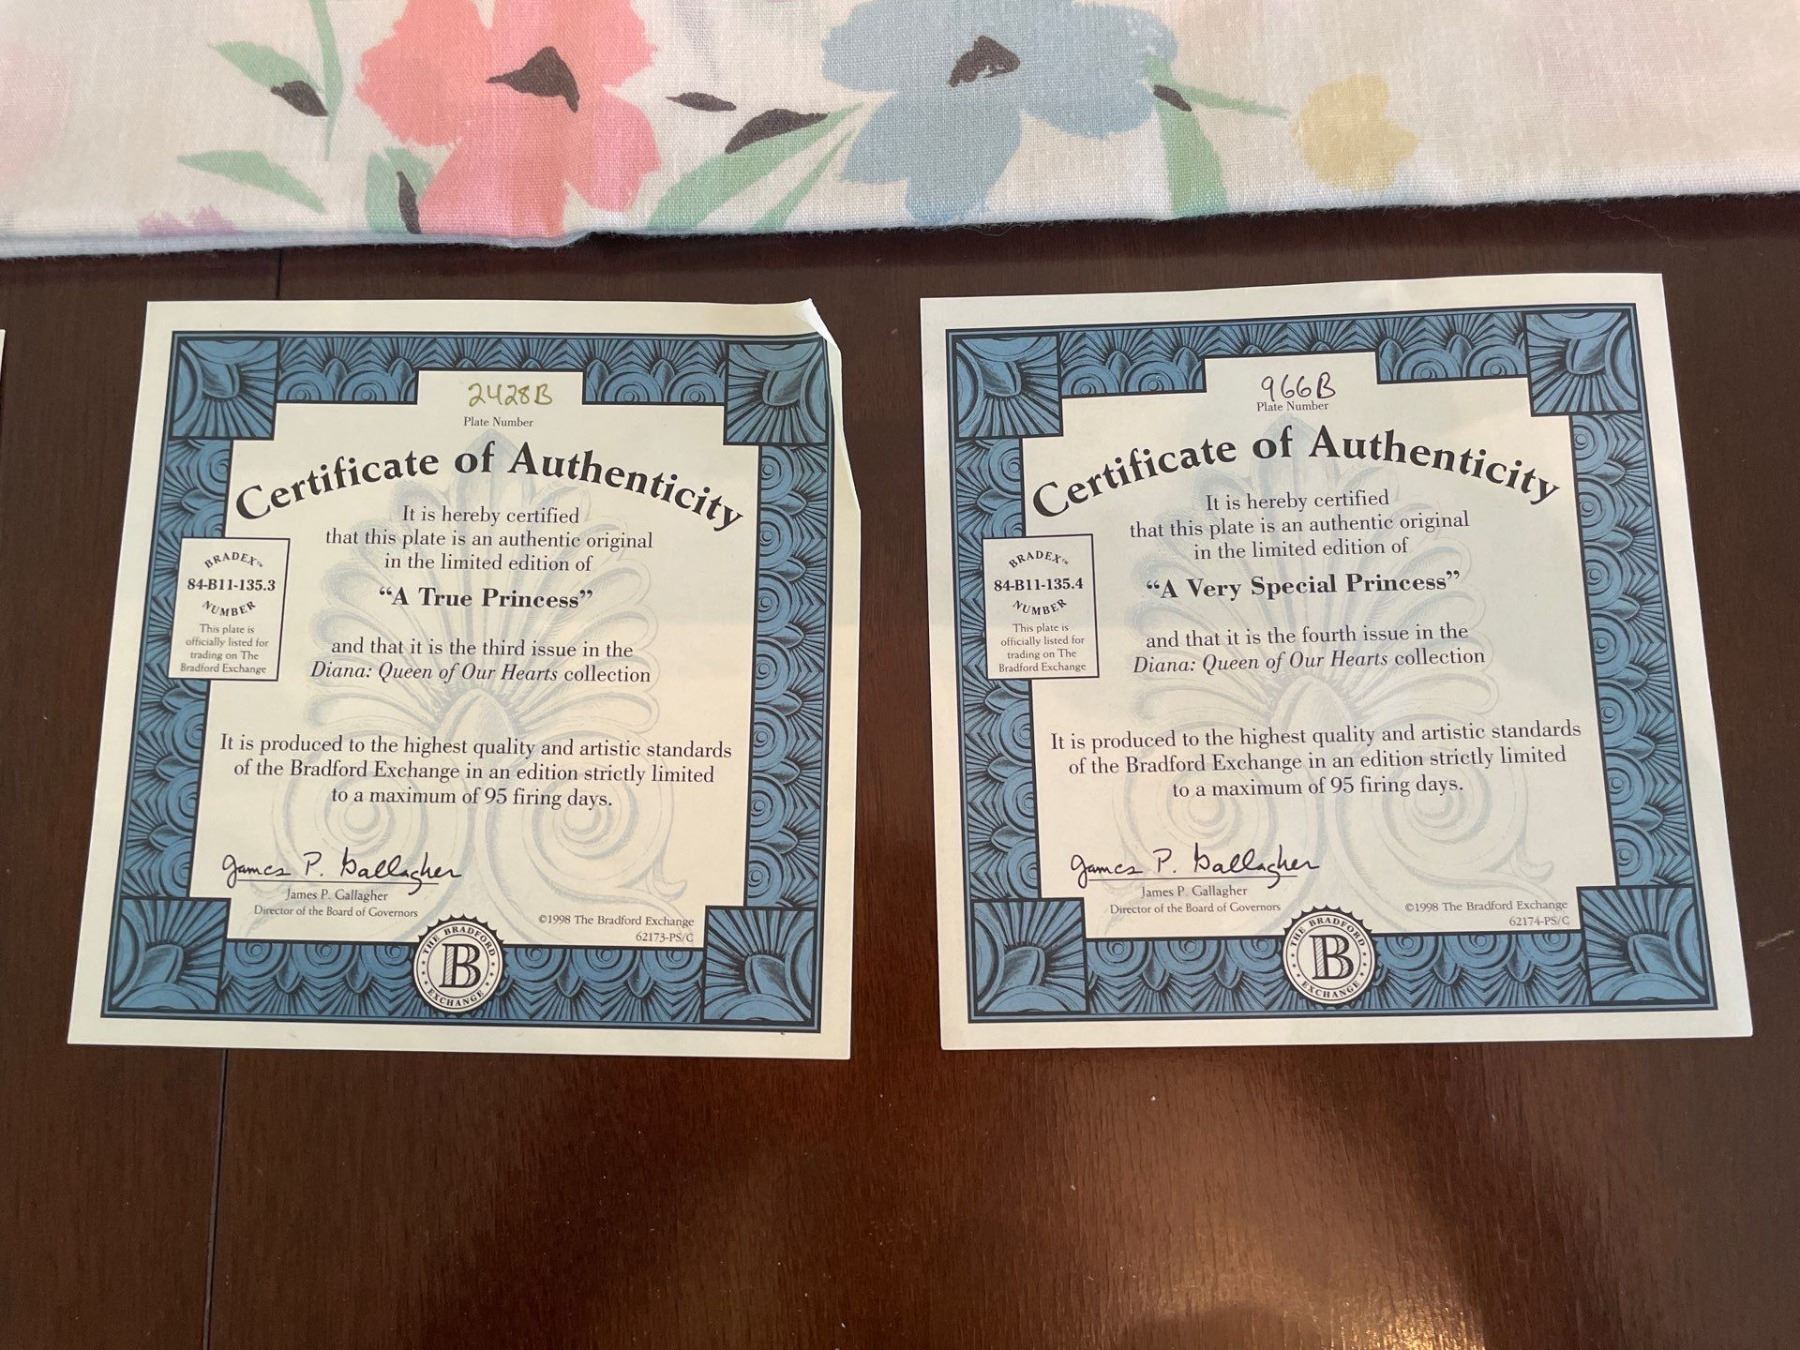 2428B
Plate Number
Certificate of Authenticity
It is hereby certified
that this plate is an authentic original
in the limited edition of
“A True Princess”
and that it is the third issue in the
Diana: Queen of Our Hearts collection
BRADEX™
84-B11-135.3
NUMBER
This plate is
officially listed for
trading on The
Bradford Exchange
It is produced to the highest quality and artistic standards
of the Bradford Exchange in an edition strictly limited
to a maximum of 95 firing days.
James P. Gallagher
James P. Gallagher
Director of the Board of Governors
©1998 The Bradford Exchange
62173-PS/C
THE BRADFORD
B
EXCHANGE
966B
Plate Number
Certificate of Authenticity
It is hereby certified
that this plate is an authentic original
in the limited edition of
“A Very Special Princess”
and that it is the fourth issue in the
Diana: Queen of Our Hearts collection
BRADEX™
84-B11-135.4
NUMBER
This plate is
officially listed for
trading on The
Bradford Exchange
It is produced to the highest quality and artistic standards
of the Bradford Exchange in an edition strictly limited
to a maximum of 95 firing days.
James P. Gallagher
James P. Gallagher
Director of the Board of Governors
©1998 The Bradford Exchange
62174-PS/C
THE BRADFORD
B
EXCHANGE